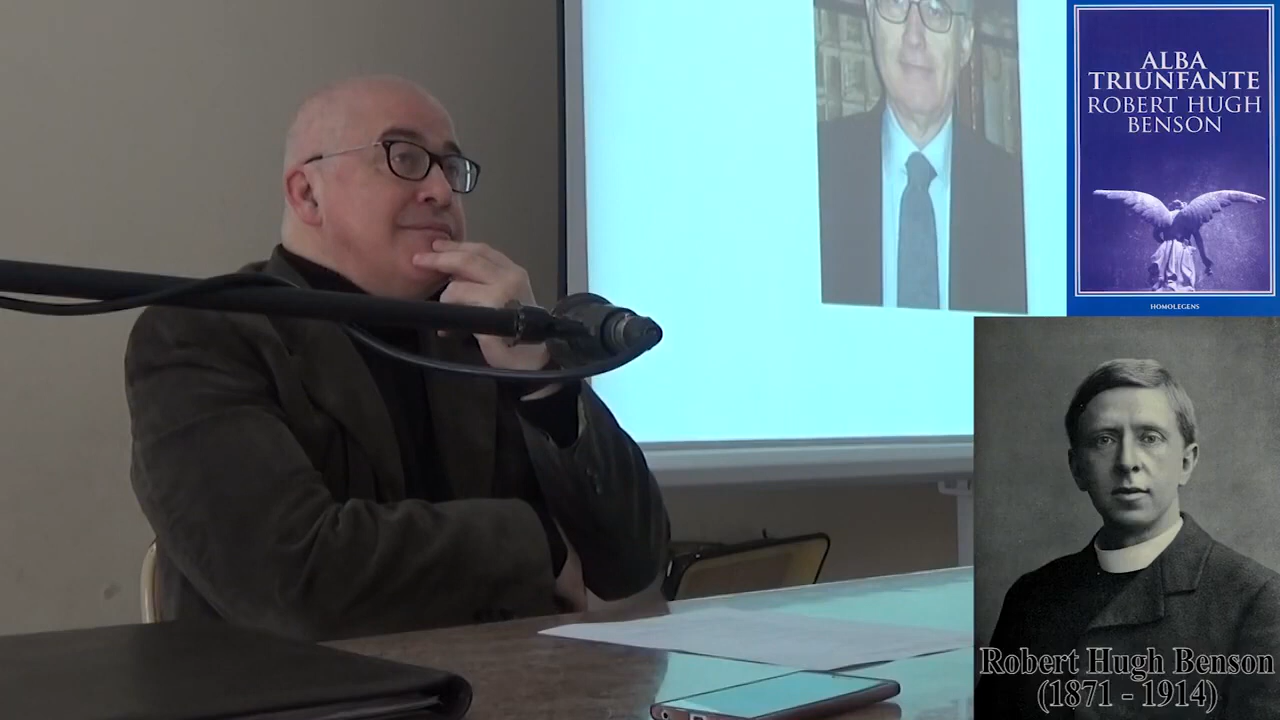 ALBA
TRIUNFANTE
ROBERT HUGH
BENSON
HOMOLEGENS
Robert Hugh Benson
(1871 - 1914)